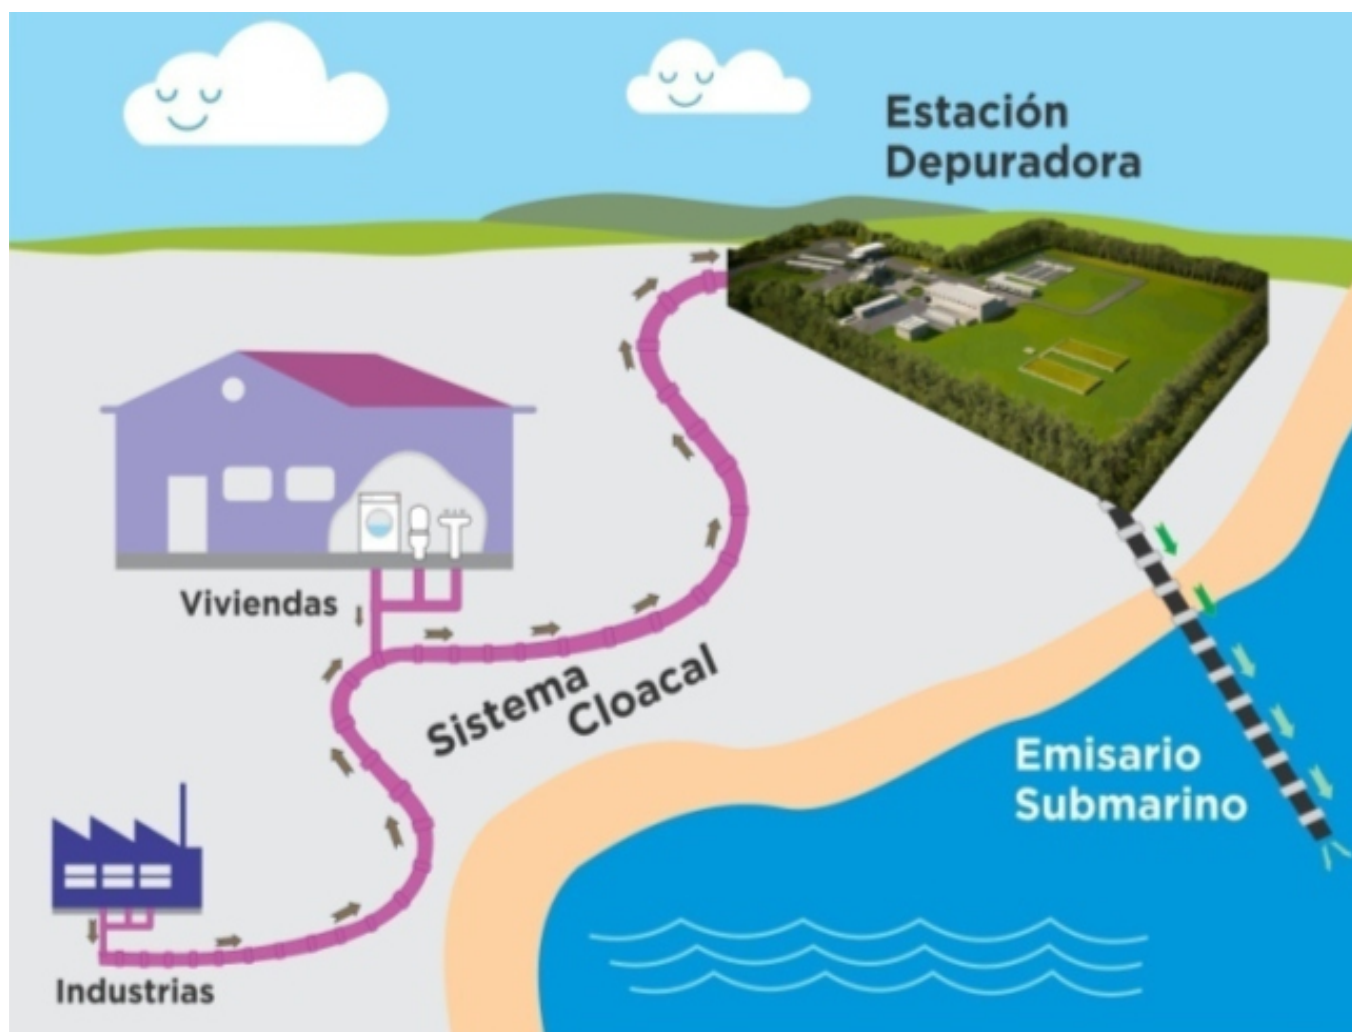 Estación
Depuradora
Viviendas
Sistema
Cloacal
Emisario
Submarino
Industrias